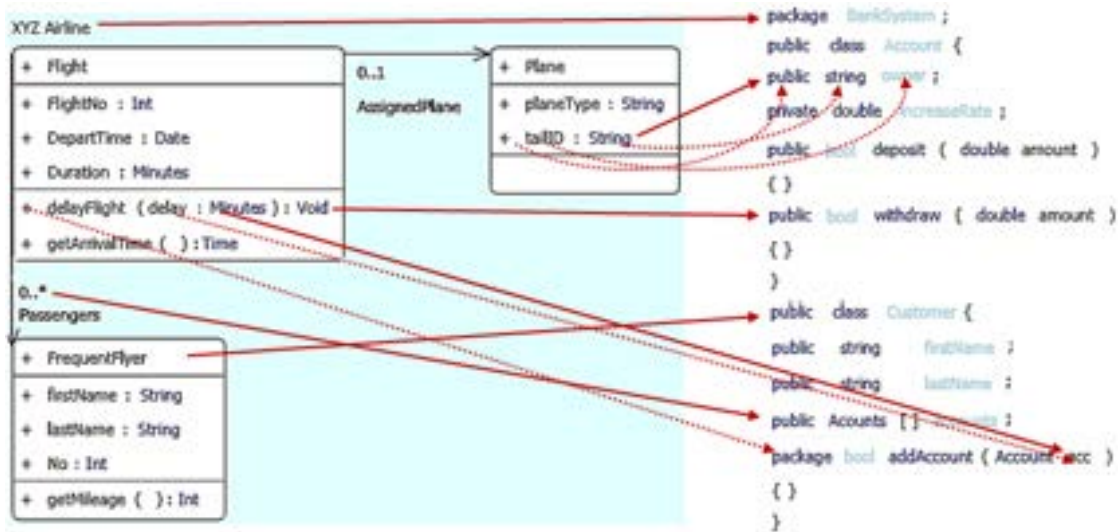 XYZ Airline
+ Flight
+ FlightNo : Int
+ DepartTime : Date
+ Duration : Minutes
+ delayFlight ( delay : Minutes ) : Void
+ getArrivalTime ( ) : Time
0..1
AssignedPlane
+ Plane
+ planeType : String
+ tailID : String
0..*
Passengers
+ FrequentFlyer
+ firstName : String
+ lastName : String
+ No : Int
+ getMileage ( ) : Int
package BankSystem ;
public class Account {
public string owner ;
private double increaseRate ;
public bool deposit ( double amount )
{ }
public bool withdraw ( double amount )
{ }
}
public class Customer {
public string firstName ;
public string lastName ;
public Acounts [ ] ;
package bool addAccount ( Account acc )
{ }
}